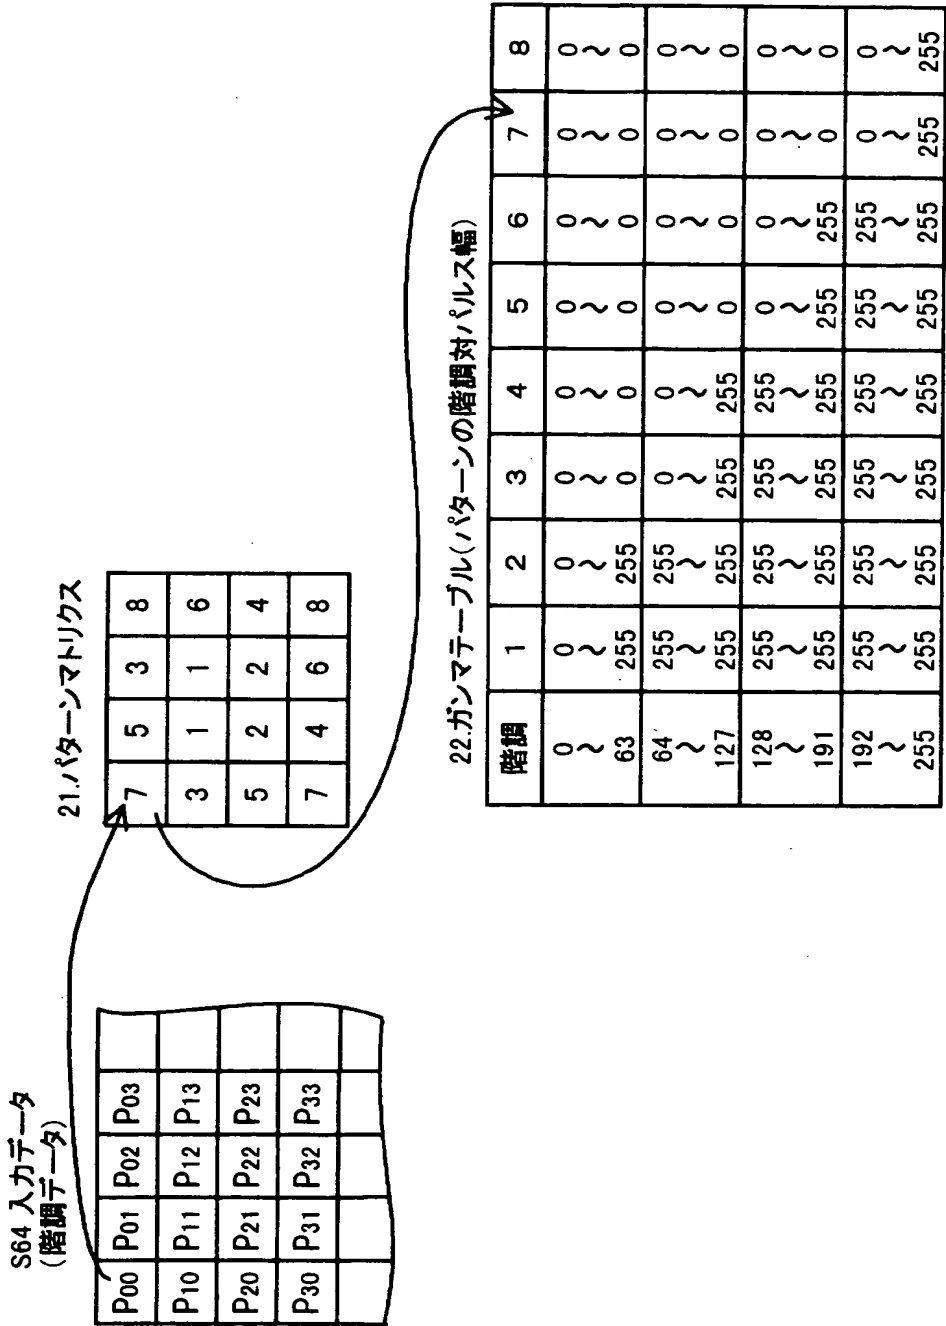 S64 入力データ
(階調データ)
P00 P01 P02 P03
P10 P11 P12 P13
P20 P21 P22 P23
P30 P31 P32 P33
21.パターンマトリクス
7 5 3 8
3 1 1 6
5 2 2 4
7 4 6 8
22.ガンマテーブル(パターンの階調対パルス幅)
階調 1 2 3 4 5 6 7 8
0～63 0～255 0～255 0～0 0～0 0～0 0～0 0～0 0～0
64～127 255～255 255～255 0～255 0～255 0～0 0～0 0～0 0～0
128～191 255～255 255～255 255～255 255～255 0～255 0～255 0～0 0～0
192～255 255～255 255～255 255～255 255～255 255～255 255～255 0～255 0～255